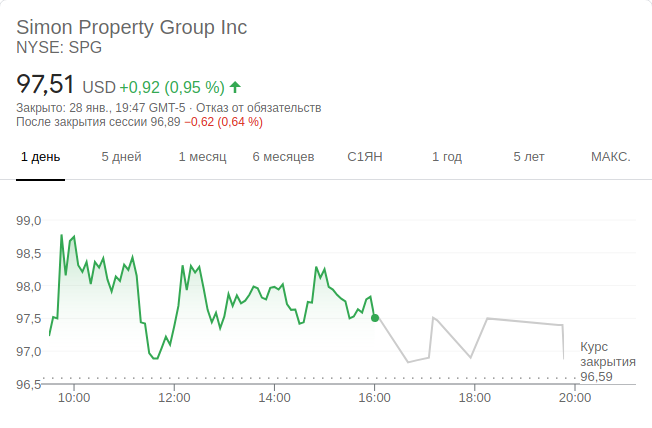 Simon Property Group Inc
NYSE: SPG
97,51 USD +0,92 (0,95 %)
Закрыто: 28 янв., 19:47 GMT-5 · Отказ от обязательств
После закрытия сессии 96,89 −0,62 (0,64 %)
1 день 5 дней 1 месяц 6 месяцев С1ЯН 1 год 5 лет МАКС.
99,0
98,5
98,0
97,5
97,0
96,5
Курс
закрытия
96,59
10:00 12:00 14:00 16:00 18:00 20:00